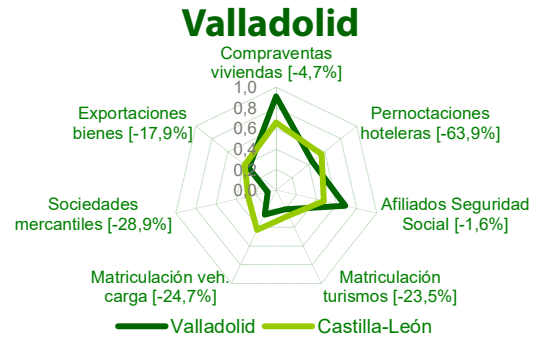 Valladolid
Compraventas
viviendas [-4,7%]
Exportaciones
bienes [-17,9%]
Pernoctaciones
hoteleras [-63,9%]
1,0
0,8
0,6
0,4
0,2
0,0
Sociedades
mercantiles [-28,9%]
Afiliados Seguridad
Social [-1,6%]
Matriculación veh.
carga [-24,7%]
Matriculación
turismos [-23,5%]
Valladolid
Castilla-León